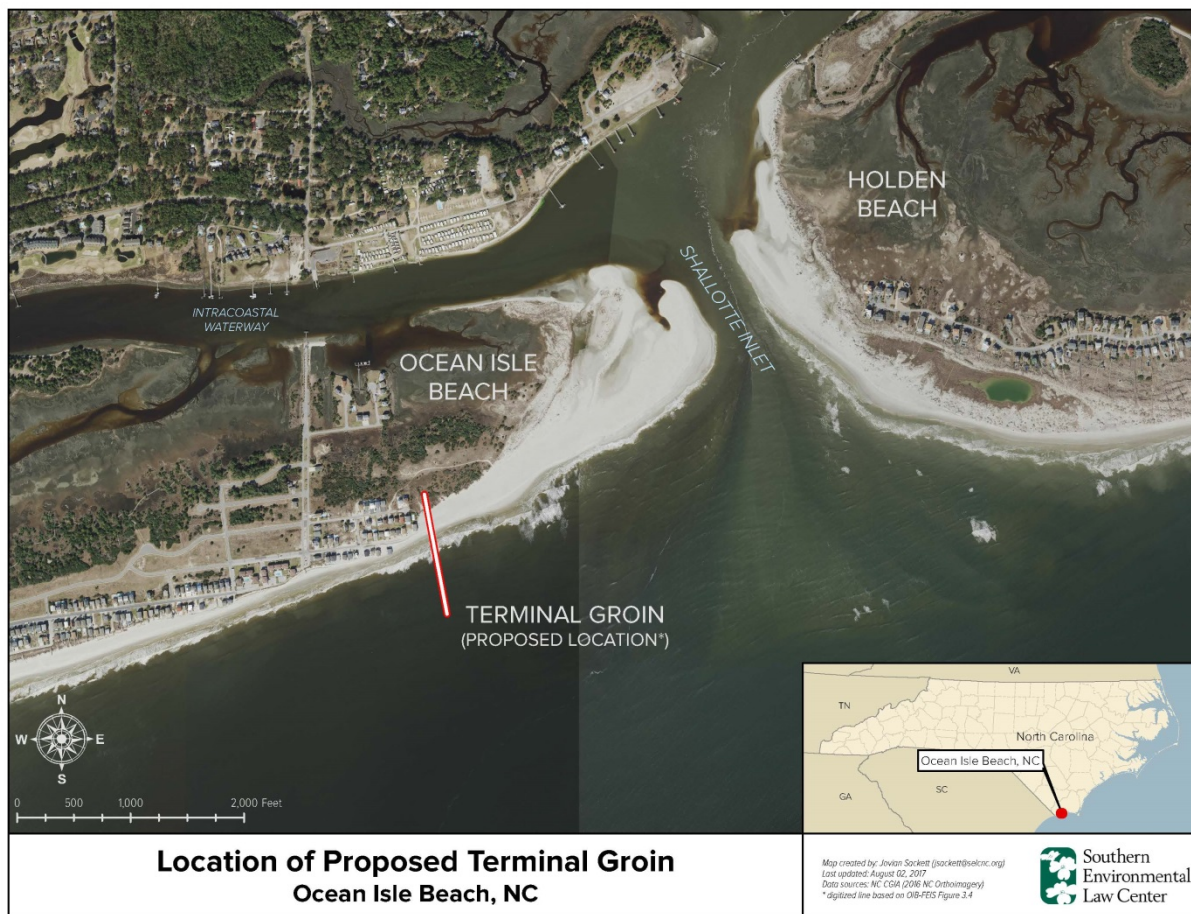 HOLDEN
BEACH
SHALLOTTE INLET
INTRACOASTAL
WATERWAY
OCEAN ISLE
BEACH
TERMINAL GROIN
(PROPOSED LOCATION*)
N
W E
S
0 500 1,000 2,000 Feet
VA
TN
North Carolina
Ocean Isle Beach, NC
SC
GA
Location of Proposed Terminal Groin
Ocean Isle Beach, NC
Map created by: Jovian Sackett (jsackett@selcnc.org)
Last updated: August 02, 2017
Data sources: NC CGIA (2016 NC Orthoimagery)
* digitized line based on OIB-FEIS Figure 3.4
Southern
Environmental
Law Center